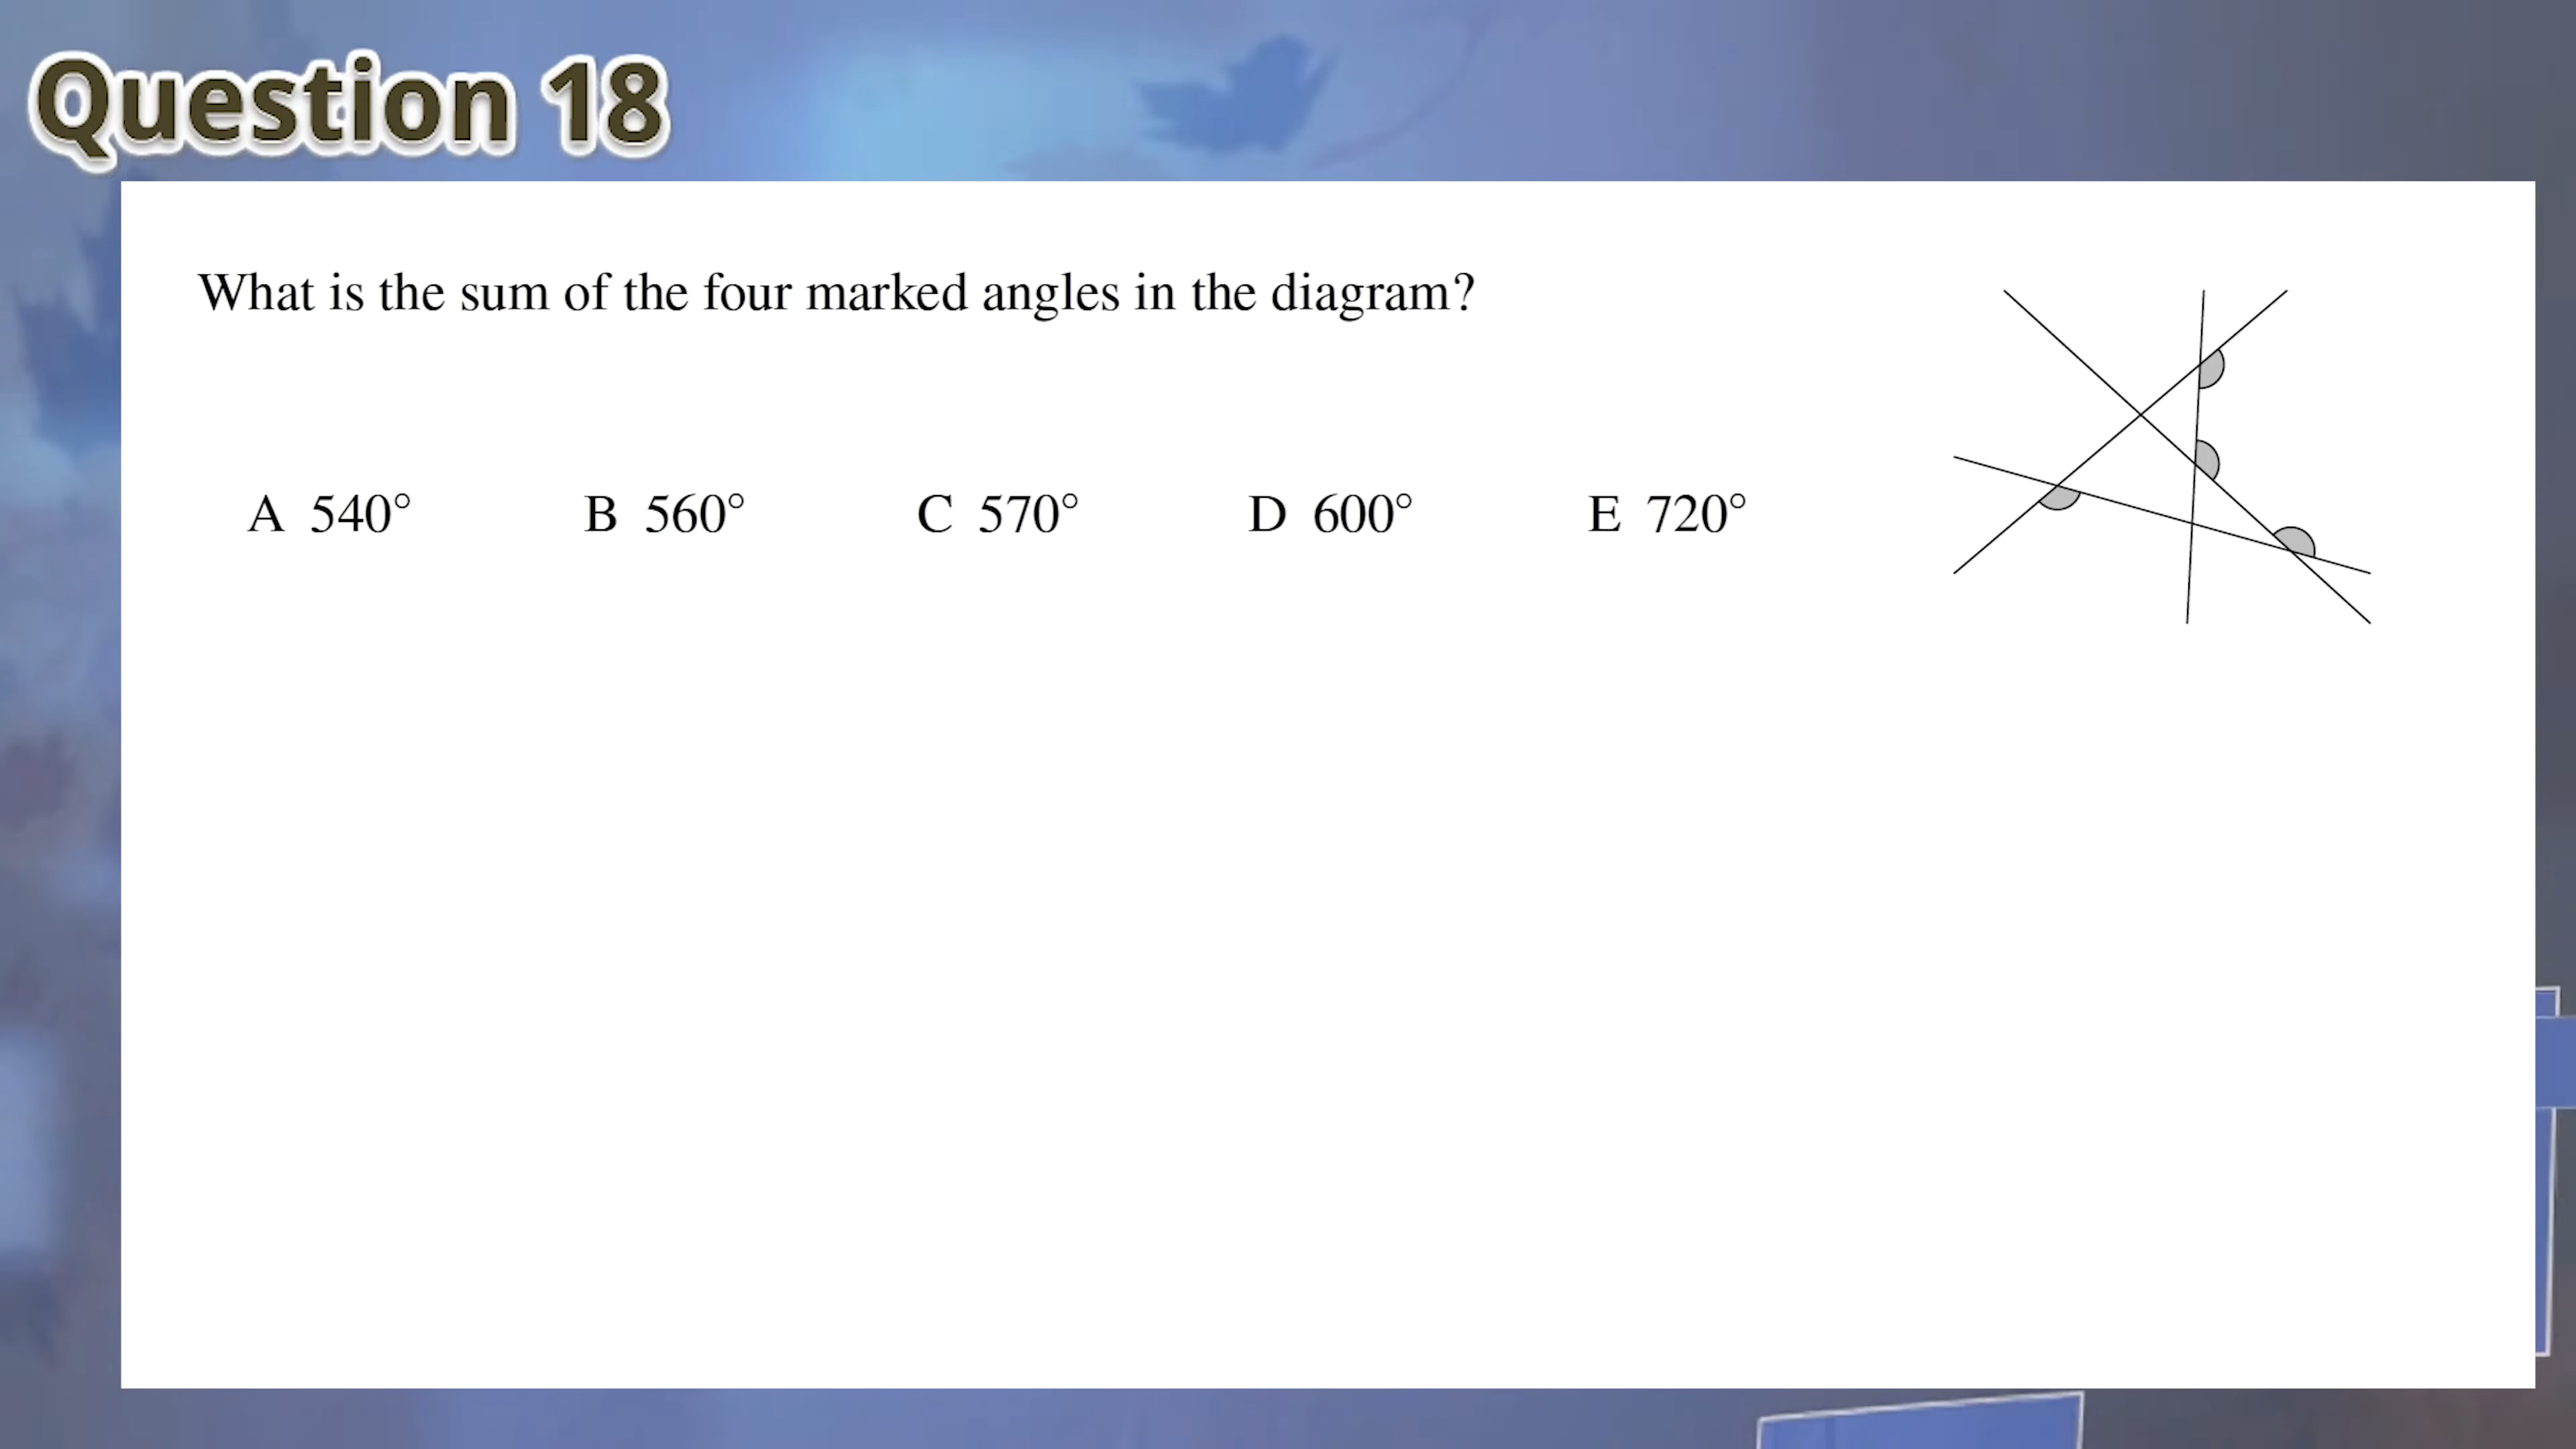 Question 18
What is the sum of the four marked angles in the diagram?
A 540° B 560° C 570° D 600° E 720°